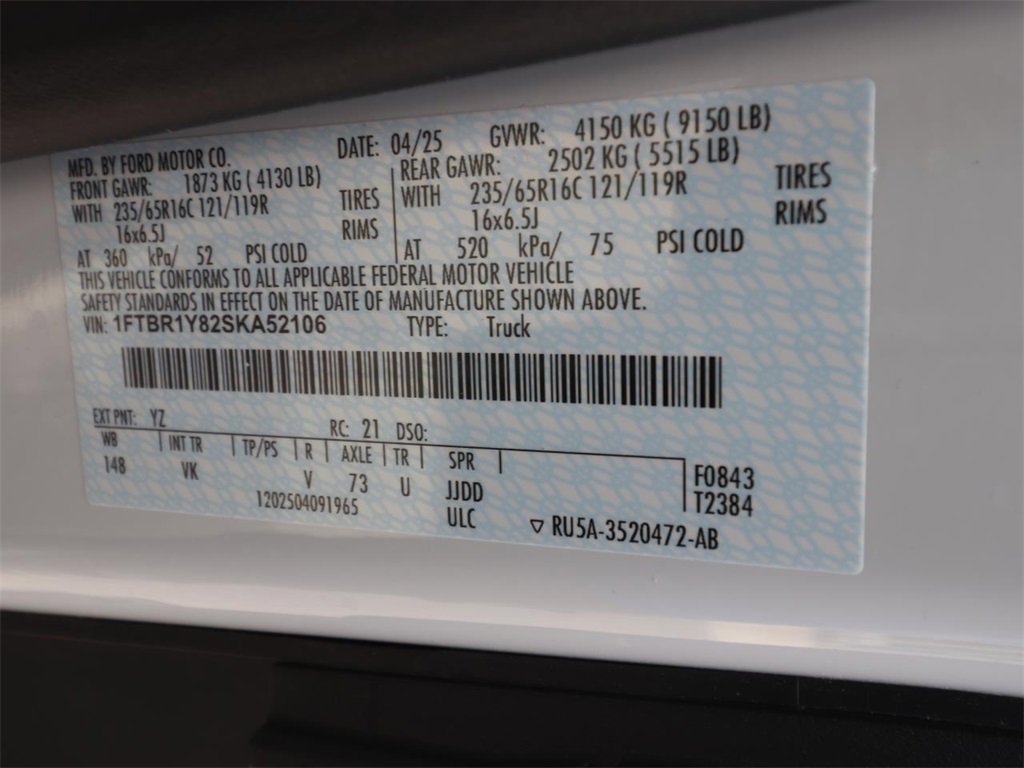 MFD. BY FORD MOTOR CO. DATE: 04/25 GVWR: 4150 KG ( 9150 LB)
FRONT GAWR: 1873 KG ( 4130 LB)
WITH 235/65R16C 121/119R TIRES
16x6.5J RIMS
AT 360 kPa/ 52 PSI COLD
REAR GAWR: 2502 KG ( 5515 LB)
WITH 235/65R16C 121/119R TIRES
16x6.5J RIMS
AT 520 kPa/ 75 PSI COLD
THIS VEHICLE CONFORMS TO ALL APPLICABLE FEDERAL MOTOR VEHICLE
SAFETY STANDARDS IN EFFECT ON THE DATE OF MANUFACTURE SHOWN ABOVE.
VIN: 1FTBR1Y82SKA52106 TYPE: Truck
EXT PNT: YZ RC: 21 DSO:
WB INT TR TP/PS R AXLE TR SPR
148 VK V 73 U JJDD
1202504091965 ULC
F0843
T2384
▽ RU5A-3520472-AB